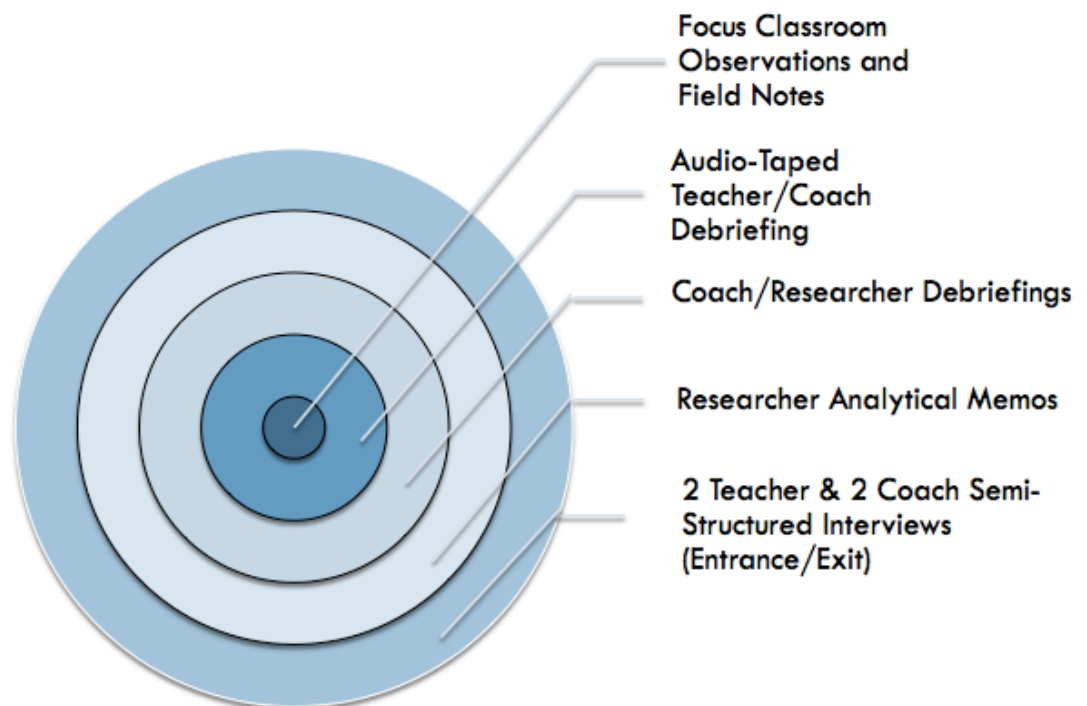 Focus Classroom
Observations and
Field Notes
Audio-Taped
Teacher/Coach
Debriefing
Coach/Researcher Debriefings
Researcher Analytical Memos
2 Teacher & 2 Coach Semi-
Structured Interviews
(Entrance/Exit)